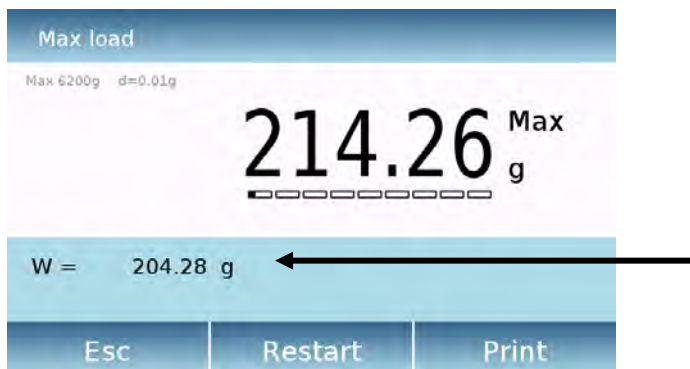 Max load
Max 6200g d=0.01g
214.26 Max
g
W = 204.28 g
Esc Restart Print